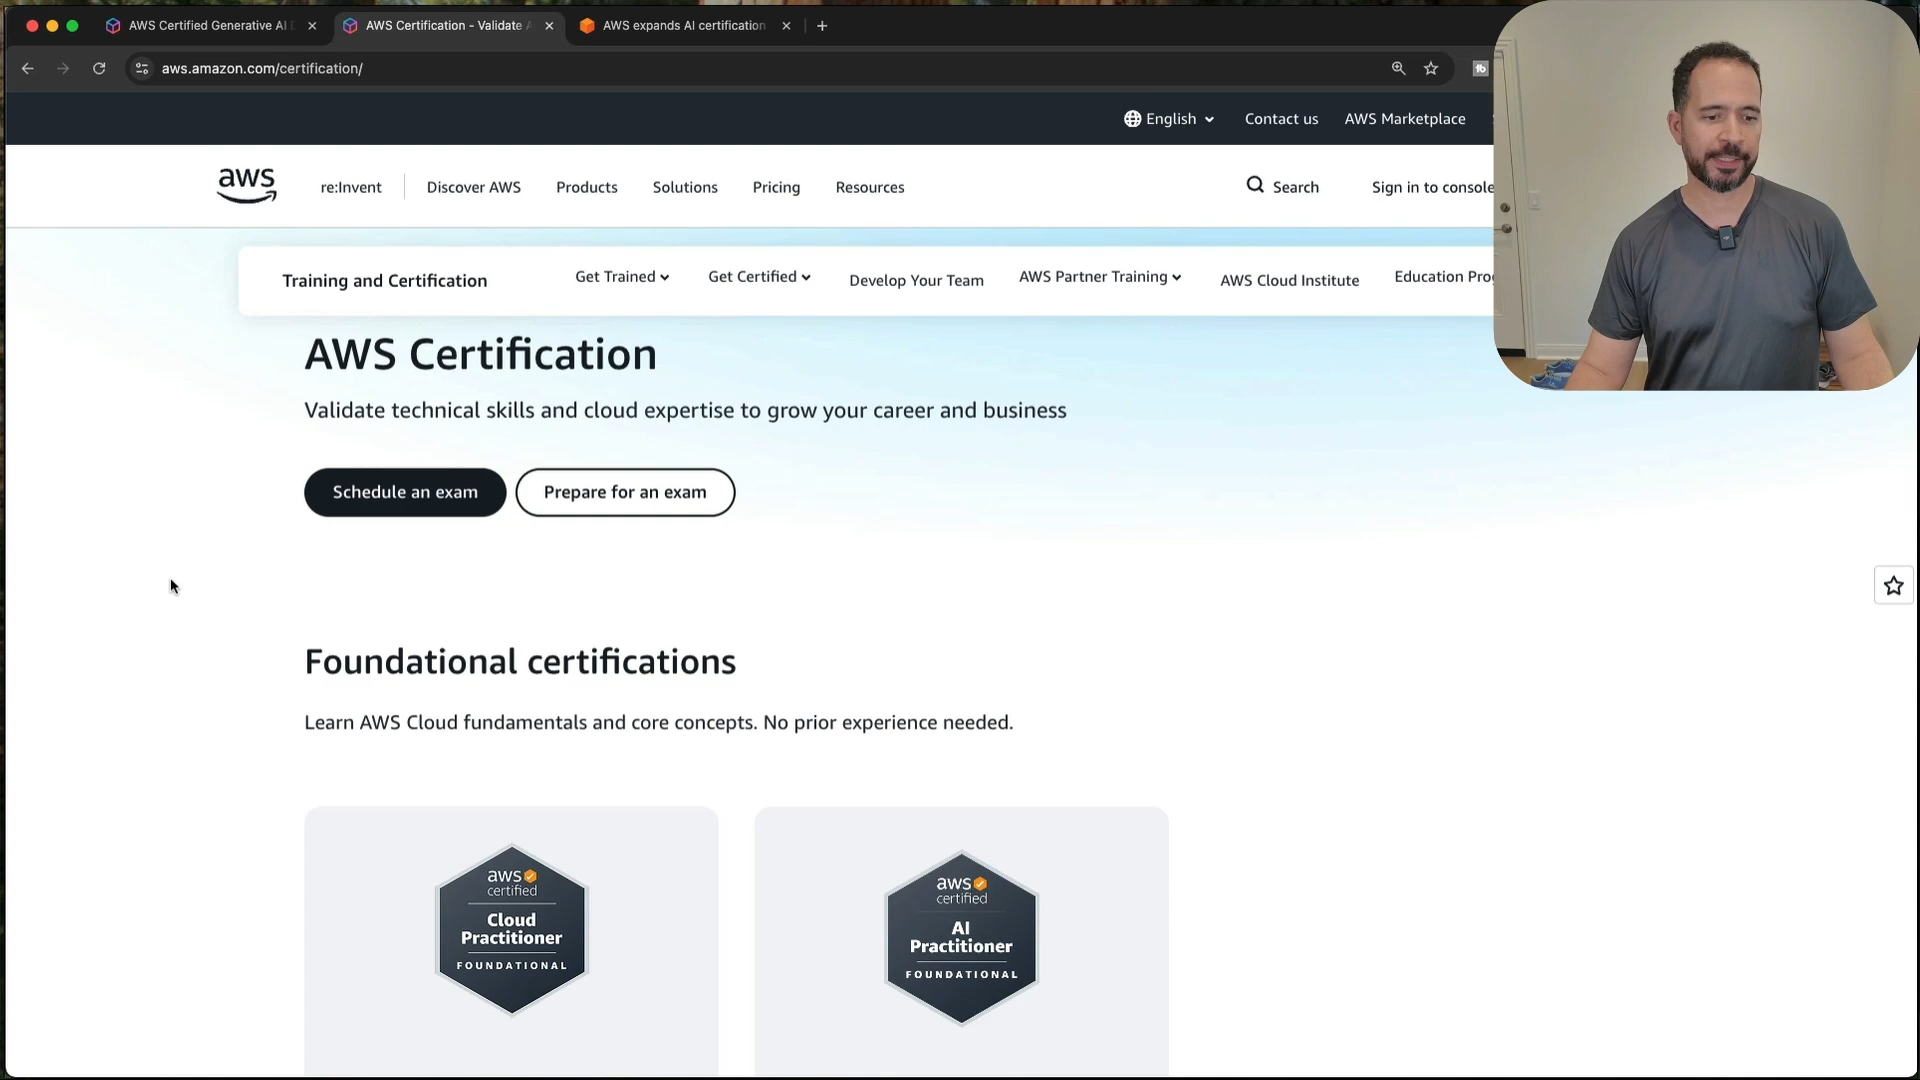 AWS Certified Generative AI
AWS Certification - Validate
AWS expands AI certification
aws.amazon.com/certification/
English
Contact us
AWS Marketplace
aws
re:Invent
Discover AWS
Products
Solutions
Pricing
Resources
Search
Sign in to console
Training and Certification
Get Trained
Get Certified
Develop Your Team
AWS Partner Training
AWS Cloud Institute
Education Prog
AWS Certification
Validate technical skills and cloud expertise to grow your career and business
Schedule an exam
Prepare for an exam
Foundational certifications
Learn AWS Cloud fundamentals and core concepts. No prior experience needed.
aws
certified
Cloud
Practitioner
FOUNDATIONAL
aws
certified
AI
Practitioner
FOUNDATIONAL